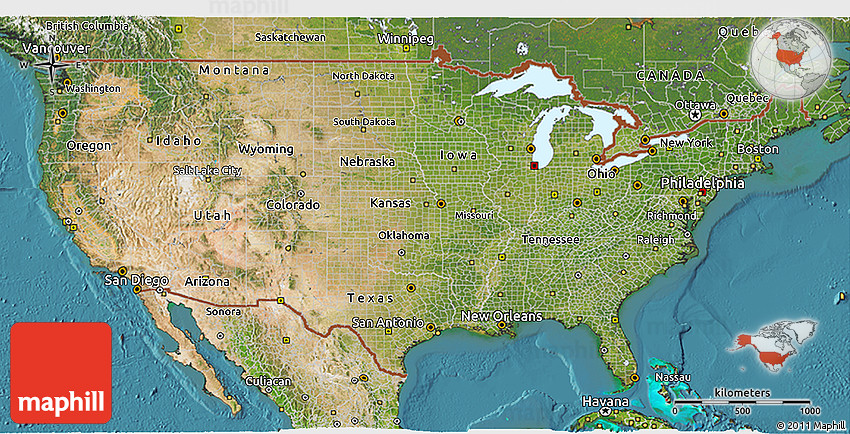 maphill
British Columbia
Saskatchewan
Winnipeg
Quebec
N
Vancouver
W
E
S
Montana
North Dakota
CANADA
Washington
Ottawa
Quebec
South Dakota
Oregon
Idaho
Wyoming
Nebraska
Iowa
New York
Boston
Salt Lake City
Ohio
Philadelphia
Utah
Colorado
Kansas
Missouri
Richmond
Oklahoma
Tennessee
Raleigh
San Diego
Arizona
Texas
Sonora
San Antonio
New Orleans
Culiacan
Nassau
Havana
kilometers
0
500
1000
maphill
© 2011 Maphill